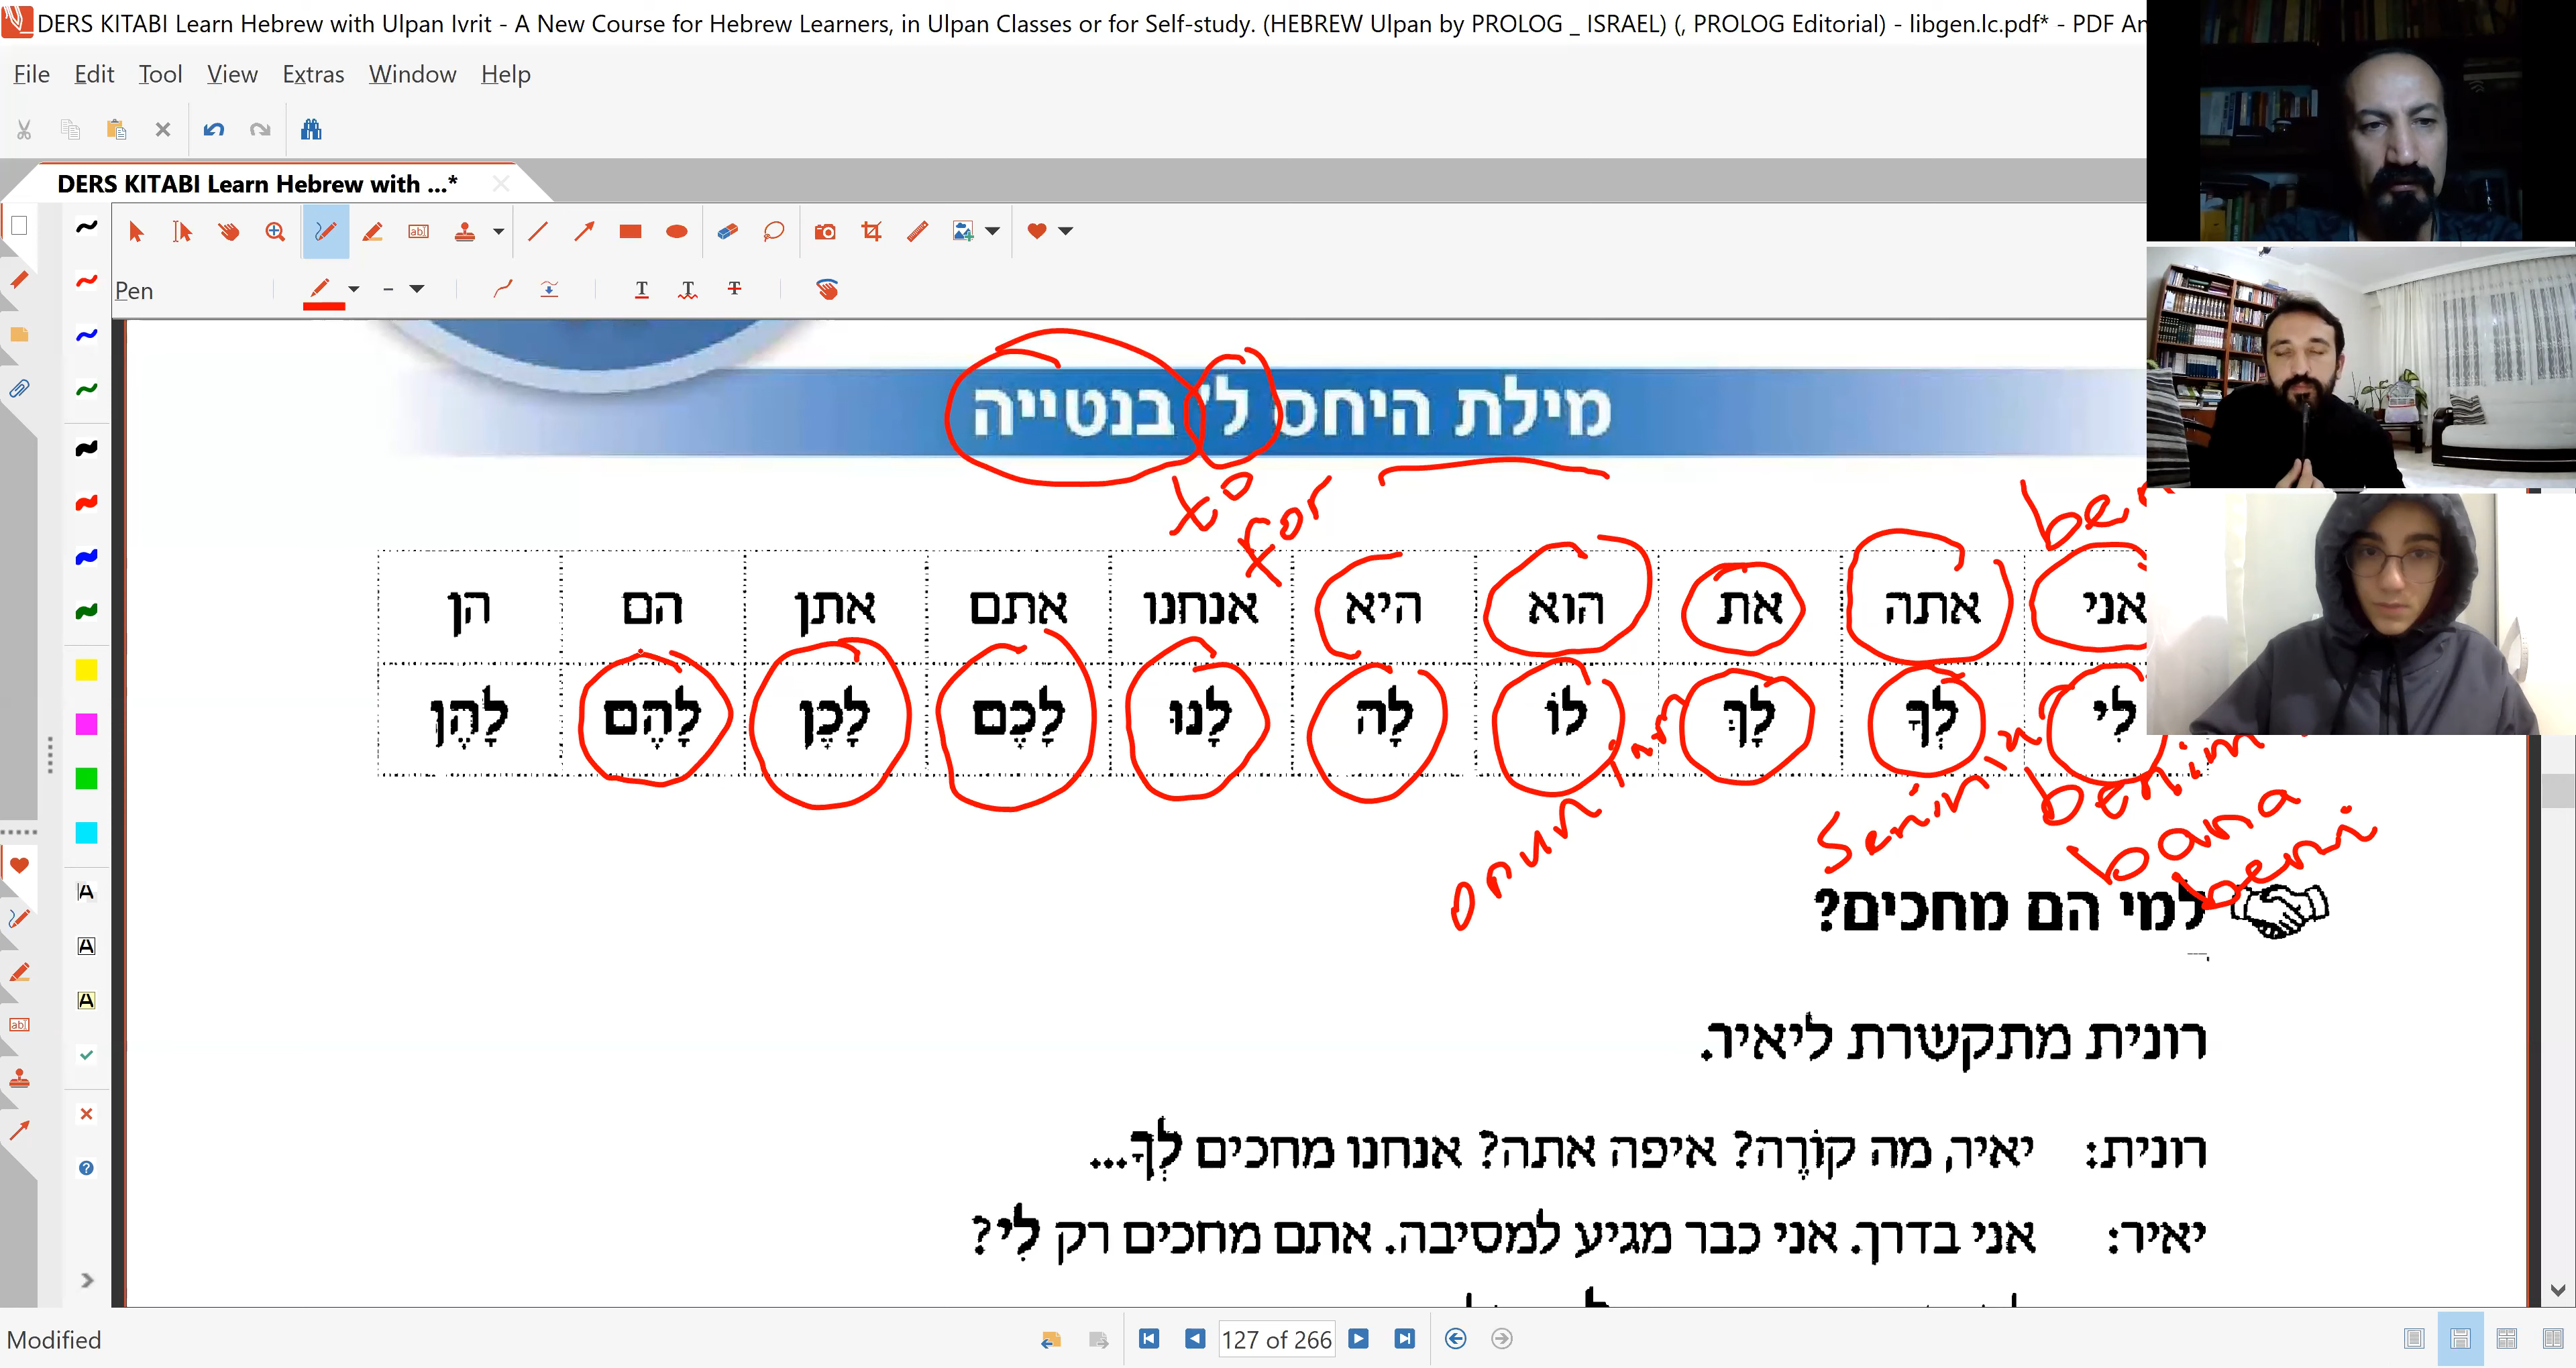 DERS KITABI Learn Hebrew with Ulpan Ivrit - A New Course for Hebrew Learners, in Ulpan Classes or for Self-study. (HEBREW Ulpan by PROLOG _ ISRAEL) (, PROLOG Editorial) - libgen.lc.pdf* - PDF An
File Edit Tool View Extras Window Help
DERS KITABI Learn Hebrew with ...*
Pen
מילת היחס ל' בנטייה
to
for
אני אתה את הוא היא אנחנו אתם אתן הם הן
לִי לְךָ לָךְ לוֹ לָה לָנוּ לָכֶם לָכֶן לָהֶם לָהֶן
benim
bana
beni
senin
onun
למי הם מחכים?
רונית מתקשרת ליאיר.
רונית: יאיר, מה קוֹרֶה? איפה אתה? אנחנו מחכים לְךָ...
יאיר: אני בדרך. אני כבר מגיע למסיבה. אתם מחכים רק לִי?
Modified
127 of 266